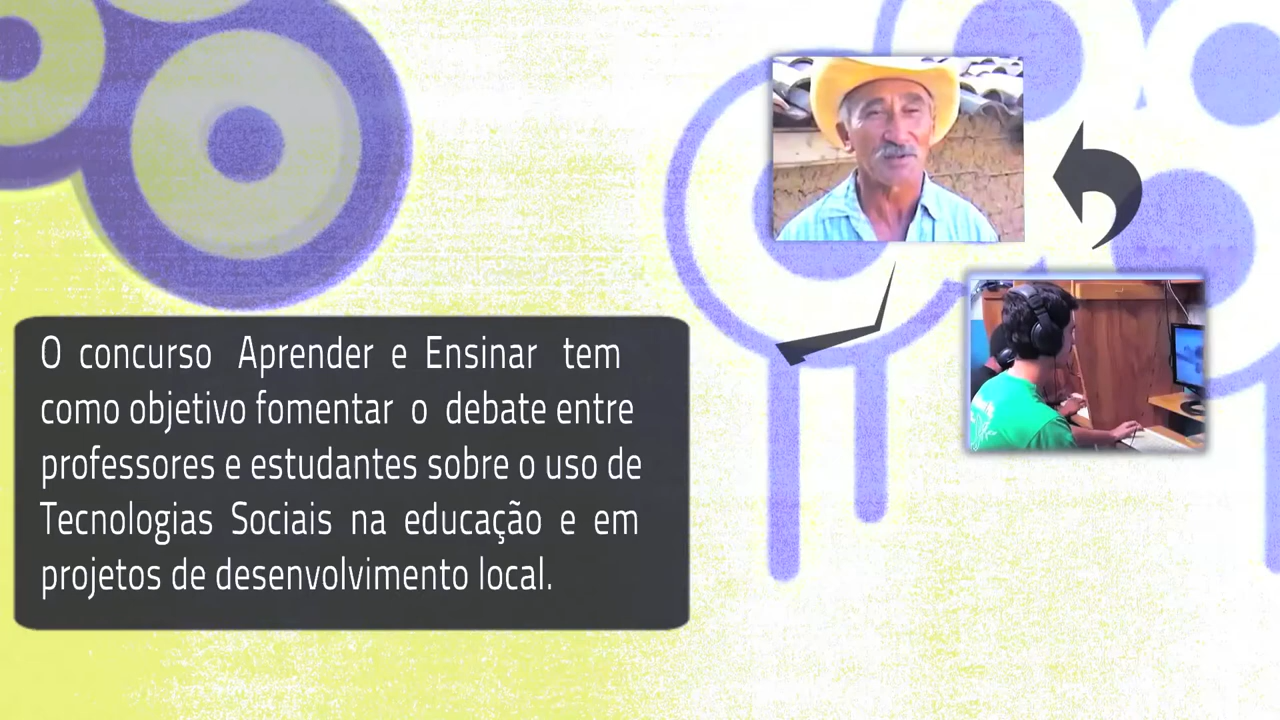 O concurso Aprender e Ensinar tem
como objetivo fomentar o debate entre
professores e estudantes sobre o uso de
Tecnologias Sociais na educação e em
projetos de desenvolvimento local.